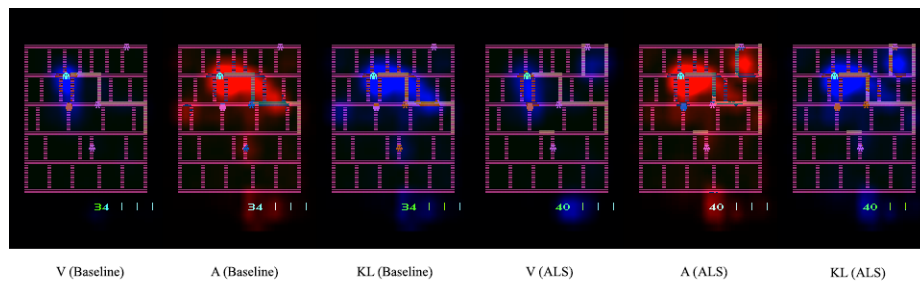 34 34 34 40 40 40
V (Baseline) A (Baseline) KL (Baseline) V (ALS) A (ALS) KL (ALS)